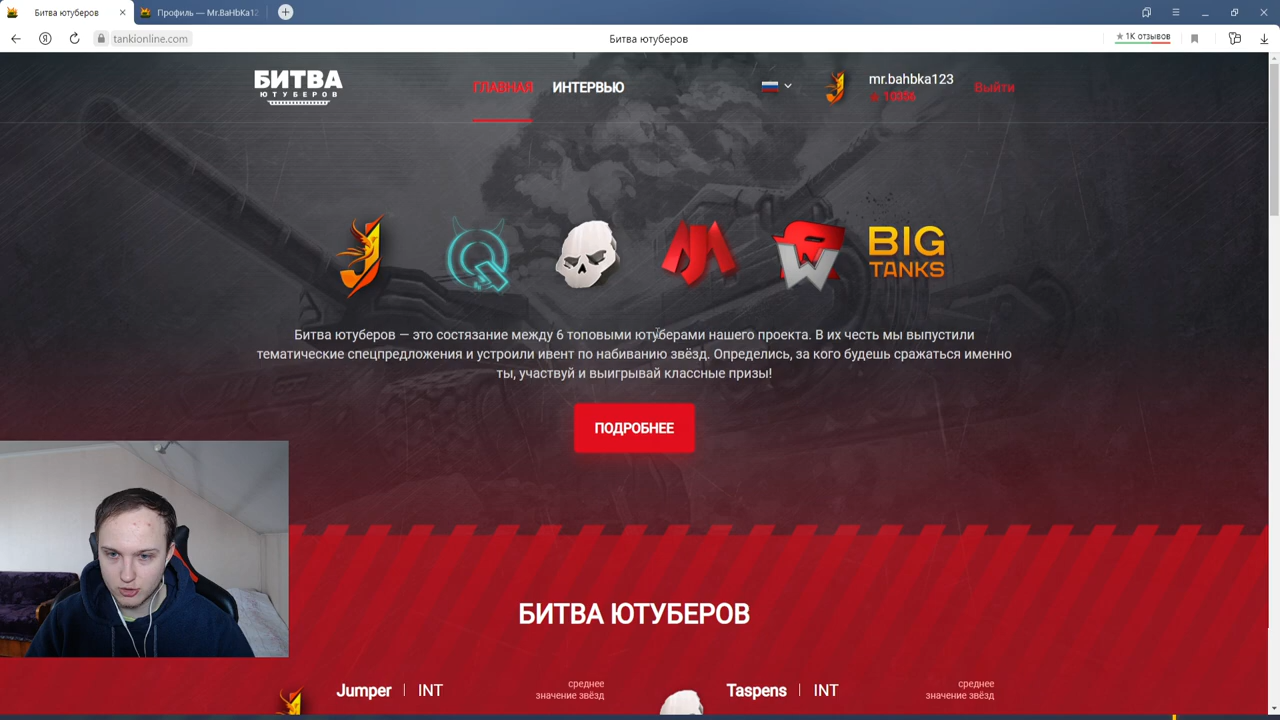 Битва ютуберов
Профиль — Mr.BaHbKa12
tankionline.com
Битва ютуберов
1K отзывов
БИТВА
ЮТУБЕРОВ
ГЛАВНАЯ
ИНТЕРВЬЮ
mr.bahbka123
10056
Выйти
BIG
TANKS
Битва ютуберов — это состязание между 6 топовыми ютуберами нашего проекта. В их честь мы выпустили
тематические спецпредложения и устроили ивент по набиванию звёзд. Определись, за кого будешь сражаться именно
ты, участвуй и выигрывай классные призы!
ПОДРОБНЕЕ
БИТВА ЮТУБЕРОВ
Jumper | INT
среднее
значение звёзд
Taspens | INT
среднее
значение звёзд